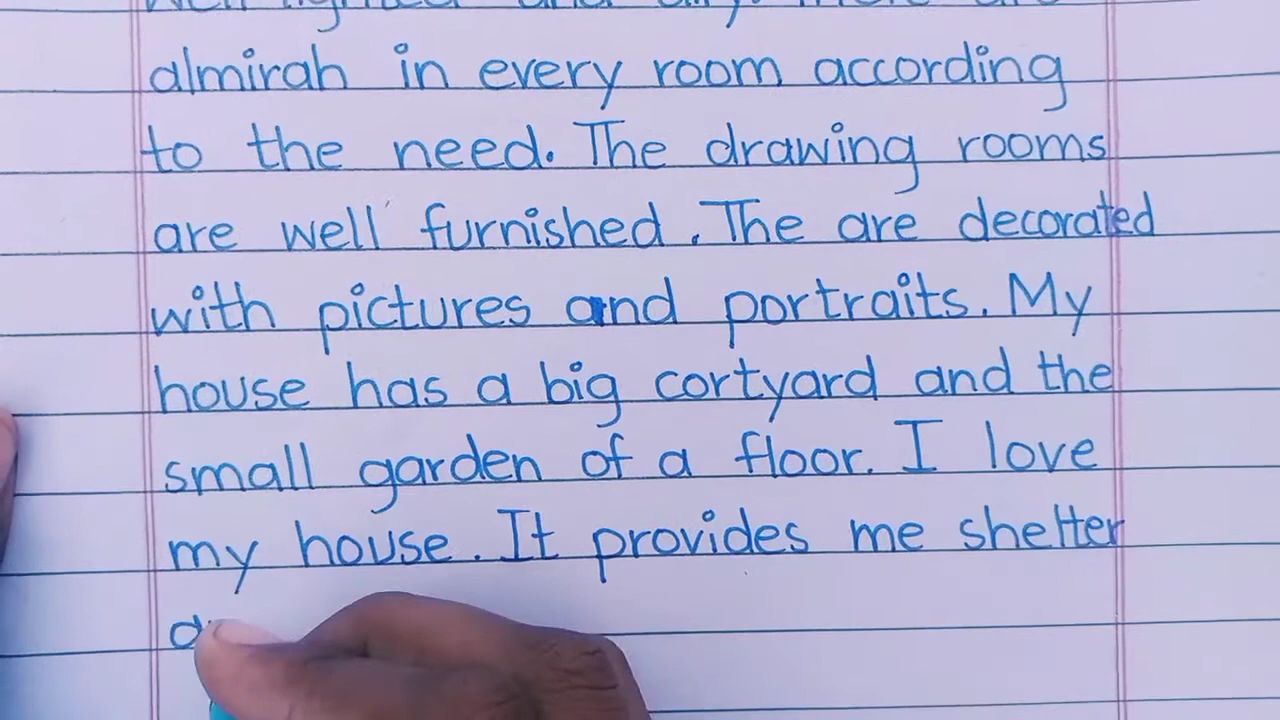 almirah in every room according
to the need. The drawing rooms
are well furnished. The are decorated
with pictures and portraits. My
house has a big cortyard and the
small garden of a floor. I love
my house. It provides me shelter